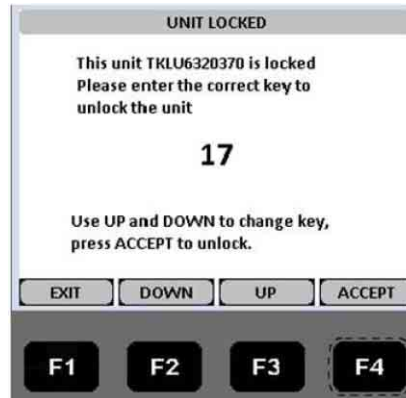 UNIT LOCKED
This unit TKLU6320370 is locked
Please enter the correct key to
unlock the unit
17
Use UP and DOWN to change key,
press ACCEPT to unlock.
EXIT DOWN UP ACCEPT
F1 F2 F3 F4